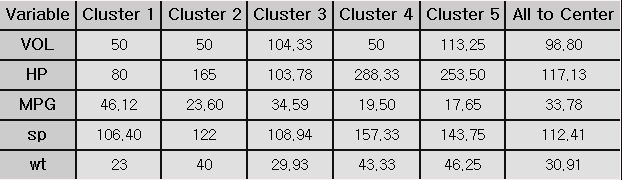 Variable Cluster 1 Cluster 2 Cluster 3 Cluster 4 Cluster 5 All to Center
VOL 50 50 104,33 50 113,25 98,80
HP 80 165 103,78 288,33 253,50 117,13
MPG 46,12 23,60 34,59 19,50 17,65 33,78
sp 106,40 122 108,94 157,33 143,75 112,41
wt 23 40 29,93 43,33 46,25 30,91